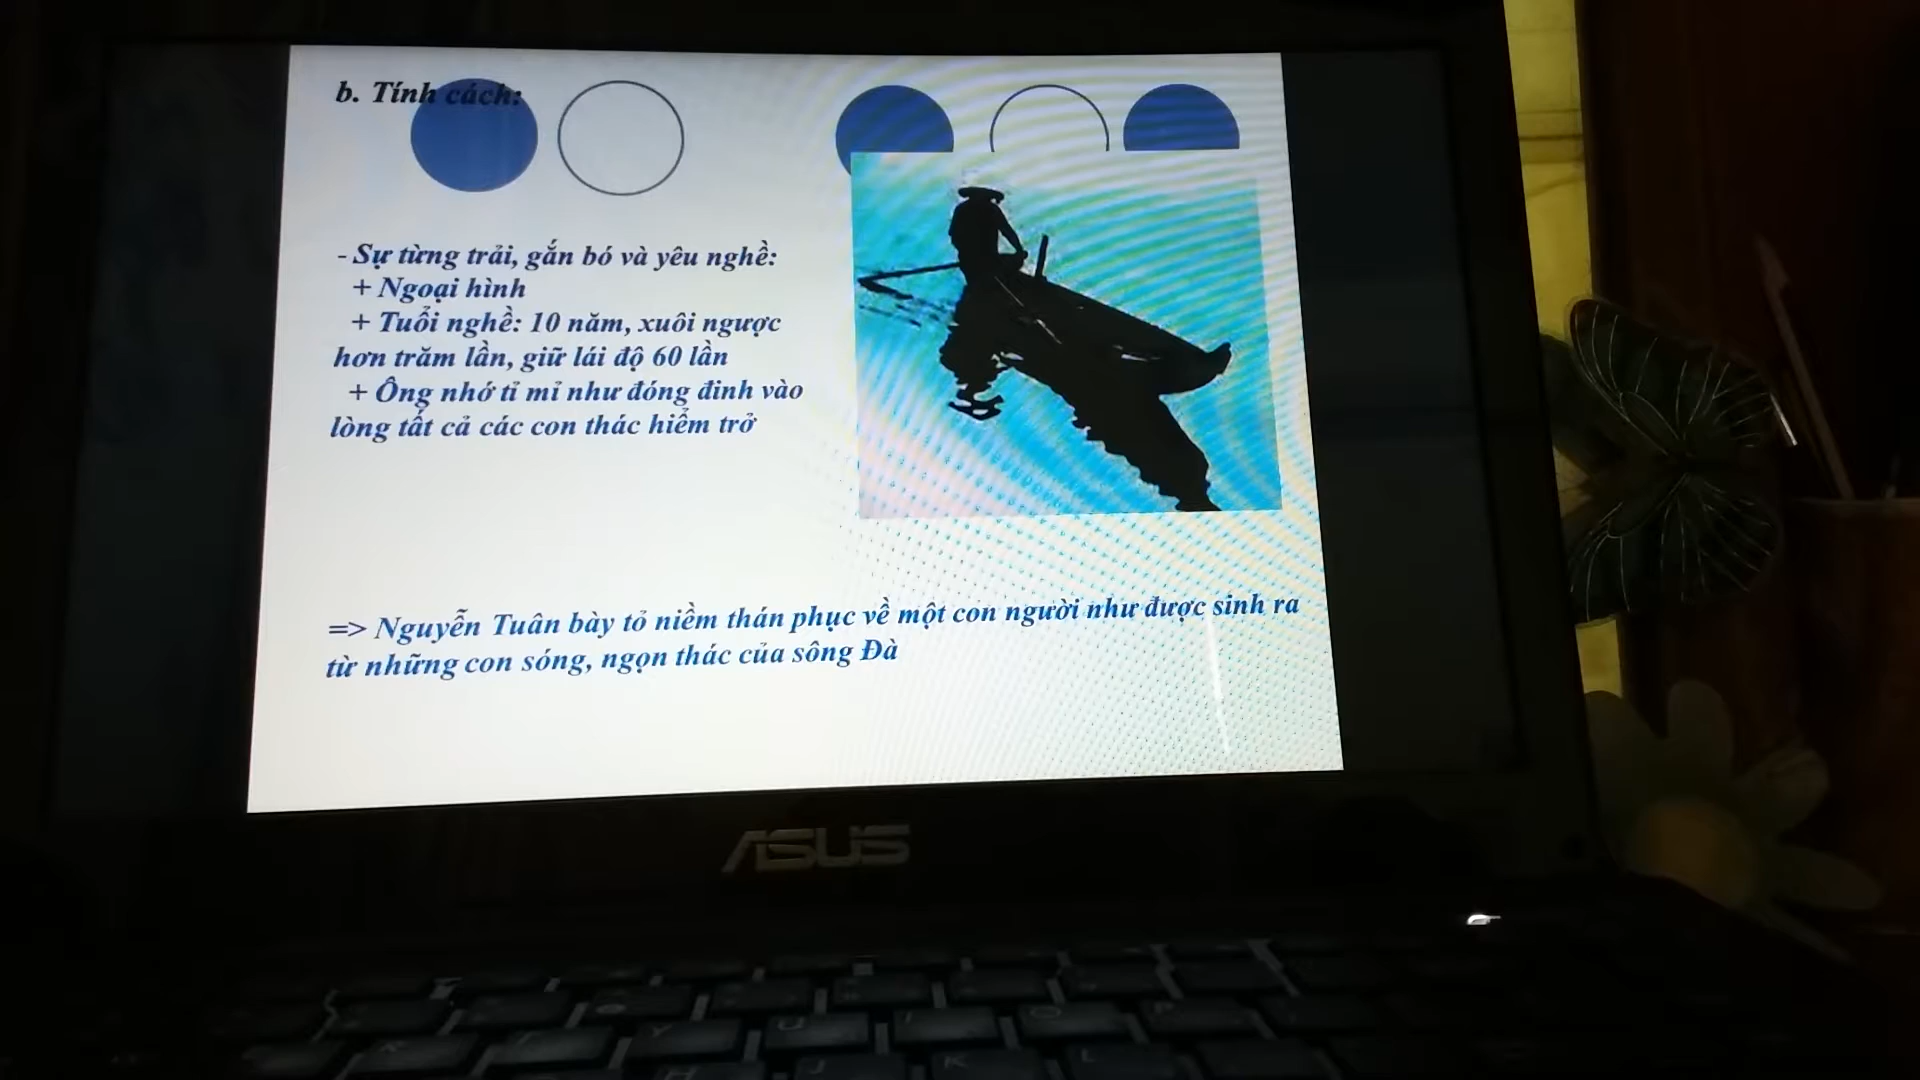 b. Tính cách:
- Sự từng trải, gắn bó và yêu nghề:
+ Ngoại hình
+ Tuổi nghề: 10 năm, xuôi ngược
hơn trăm lần, giữ lái độ 60 lần
+ Ông nhớ tỉ mỉ như đóng đinh vào
lòng tất cả các con thác hiểm trở
=> Nguyễn Tuân bày tỏ niềm thán phục về một con người như được sinh ra
từ những con sóng, ngọn thác của sông Đà
ASUS
Y U I O P
H J K L